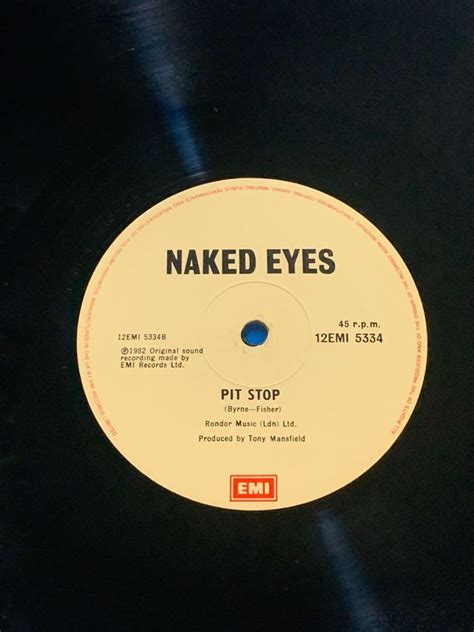 NAKED EYES
12EMI 5334B
℗1982 Original sound
recording made by
EMI Records Ltd.
45 r.p.m.
12EMI 5334
PIT STOP
(Byrne—Fisher)
Rondor Music (Ldn) Ltd.
Produced by Tony Mansfield
EMI